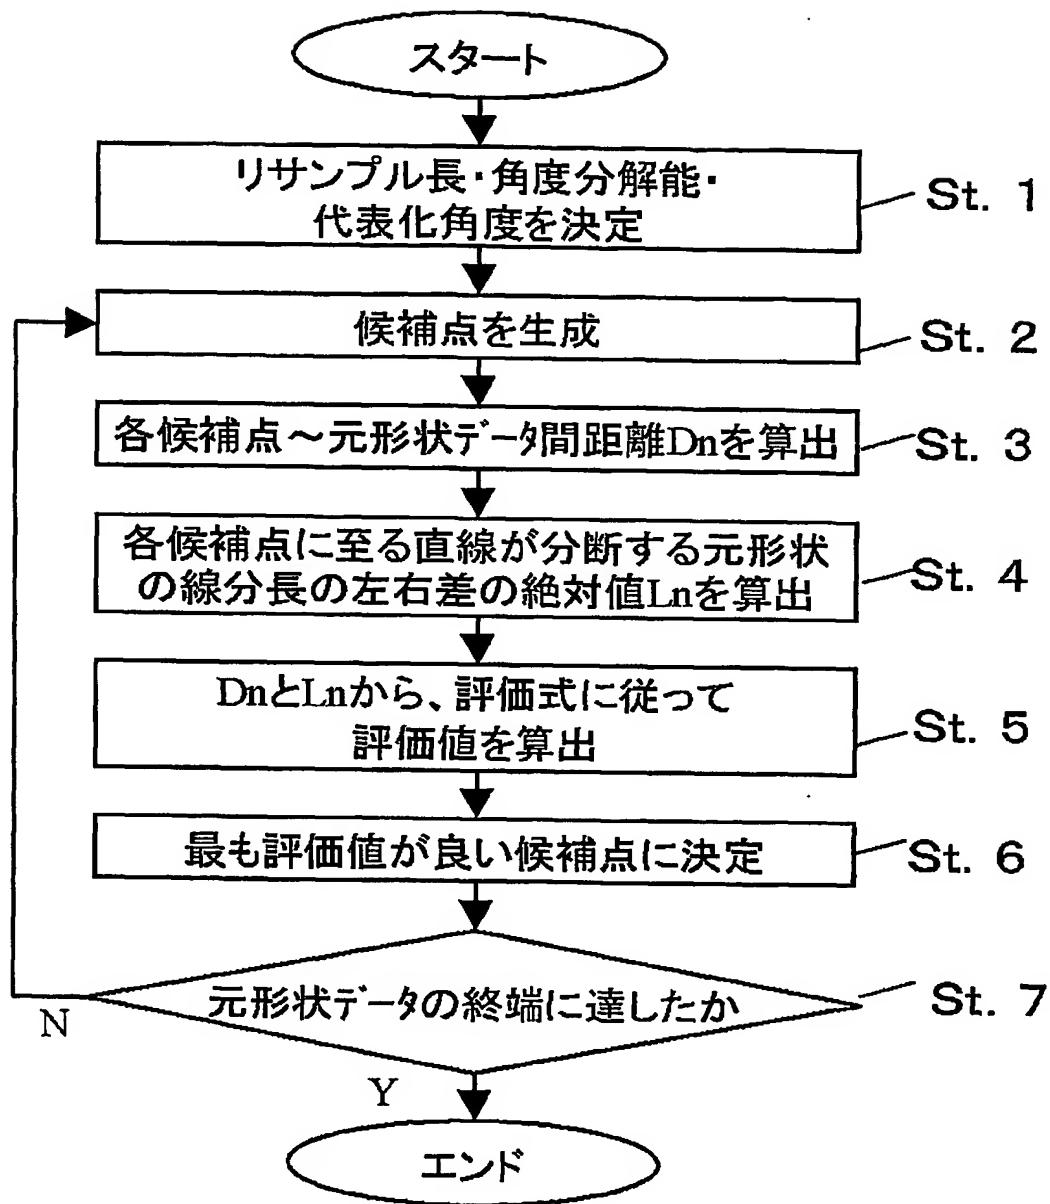 スタート
リサンプル長・角度分解能・
代表化角度を決定
St. 1
候補点を生成
St. 2
各候補点～元形状データ間距離Dnを算出
St. 3
各候補点に至る直線が分断する元形状
の線分長の左右差の絶対値Lnを算出
St. 4
DnとLnから、評価式に従って
評価値を算出
St. 5
最も評価値が良い候補点に決定
St. 6
元形状データの終端に達したか
St. 7
N
Y
エンド